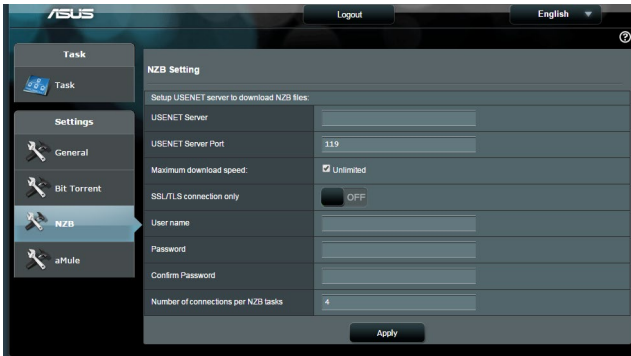 ASUS
Logout
English
?
Task
Task
Settings
General
Bit Torrent
NZB
aMule
NZB Setting
Setup USENET server to download NZB files:
USENET Server
USENET Server Port 119
Maximum download speed: Unlimited
SSL/TLS connection only OFF
User name
Password
Confirm Password
Number of connections per NZB tasks 4
Apply